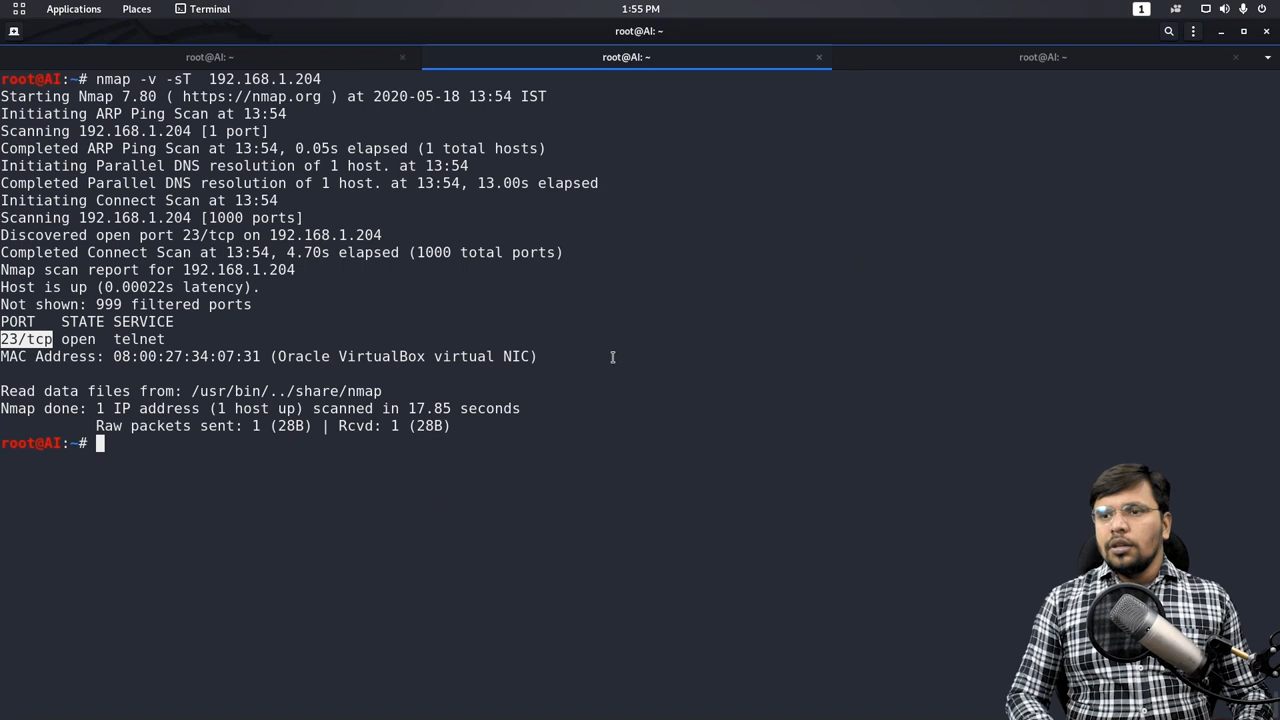 Applications Places Terminal 1:55 PM 1
root@AI: ~
root@AI: ~ root@AI: ~ root@AI: ~
root@AI:~# nmap -v -sT  192.168.1.204
Starting Nmap 7.80 ( https://nmap.org ) at 2020-05-18 13:54 IST
Initiating ARP Ping Scan at 13:54
Scanning 192.168.1.204 [1 port]
Completed ARP Ping Scan at 13:54, 0.05s elapsed (1 total hosts)
Initiating Parallel DNS resolution of 1 host. at 13:54
Completed Parallel DNS resolution of 1 host. at 13:54, 13.00s elapsed
Initiating Connect Scan at 13:54
Scanning 192.168.1.204 [1000 ports]
Discovered open port 23/tcp on 192.168.1.204
Completed Connect Scan at 13:54, 4.70s elapsed (1000 total ports)
Nmap scan report for 192.168.1.204
Host is up (0.00022s latency).
Not shown: 999 filtered ports
PORT   STATE SERVICE
23/tcp open  telnet
MAC Address: 08:00:27:34:07:31 (Oracle VirtualBox virtual NIC)
Read data files from: /usr/bin/../share/nmap
Nmap done: 1 IP address (1 host up) scanned in 17.85 seconds
Raw packets sent: 1 (28B) | Rcvd: 1 (28B)
root@AI:~#